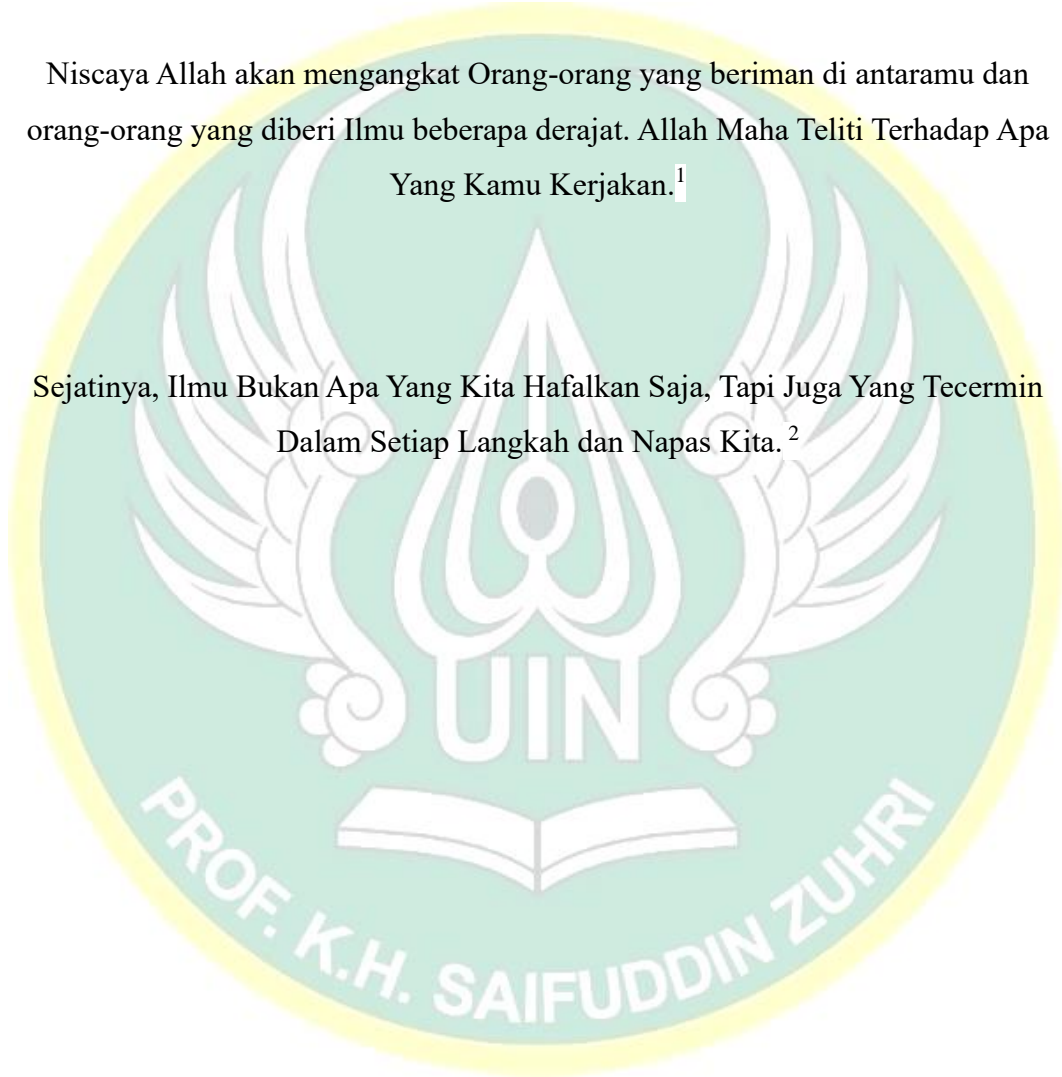 Niscaya Allah akan mengangkat Orang-orang yang beriman di antaramu dan
orang-orang yang diberi Ilmu beberapa derajat. Allah Maha Teliti Terhadap Apa
Yang Kamu Kerjakan.1
Sejatinya, Ilmu Bukan Apa Yang Kita Hafalkan Saja, Tapi Juga Yang Tecermin
Dalam Setiap Langkah dan Napas Kita. 2
UIN
PROF. K.H. SAIFUDDIN ZUHRI